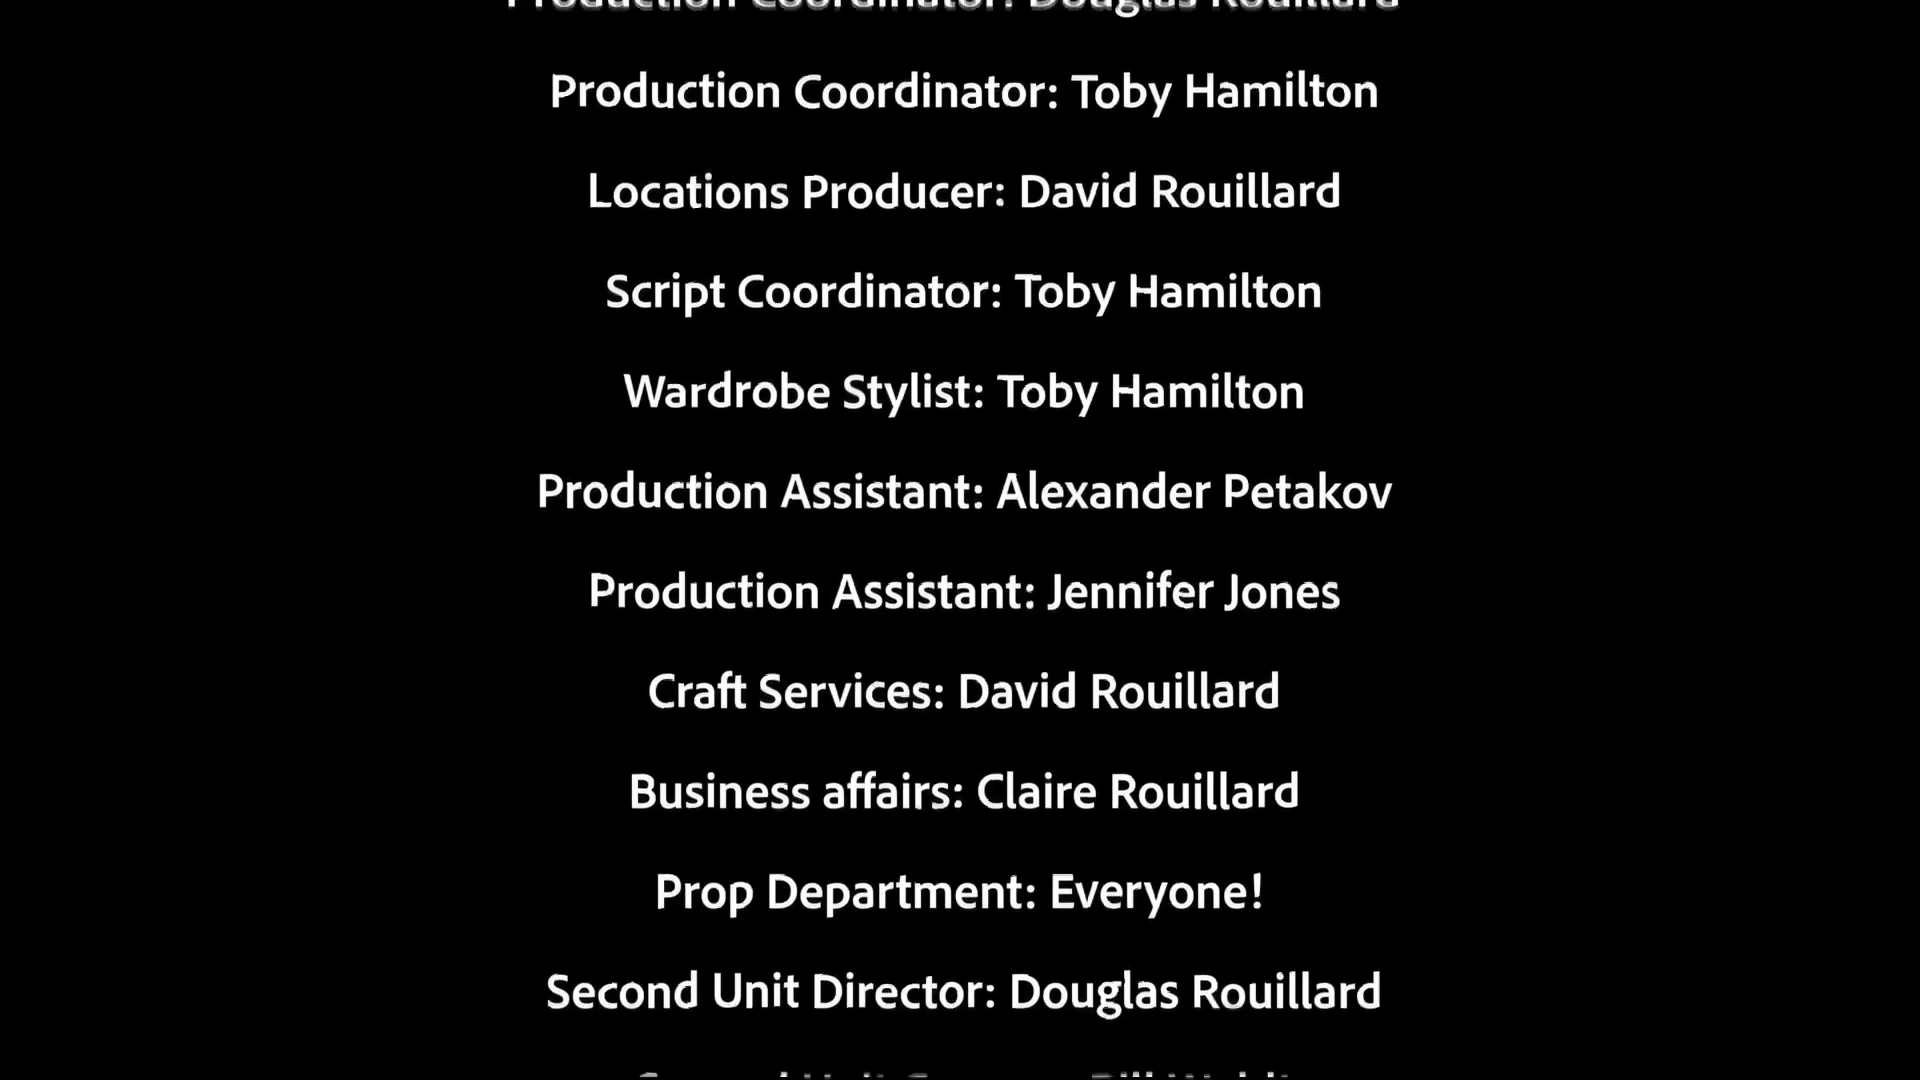 Production Coordinator: Douglas Rouillard
Production Coordinator: Toby Hamilton
Locations Producer: David Rouillard
Script Coordinator: Toby Hamilton
Wardrobe Stylist: Toby Hamilton
Production Assistant: Alexander Petakov
Production Assistant: Jennifer Jones
Craft Services: David Rouillard
Business affairs: Claire Rouillard
Prop Department: Everyone!
Second Unit Director: Douglas Rouillard